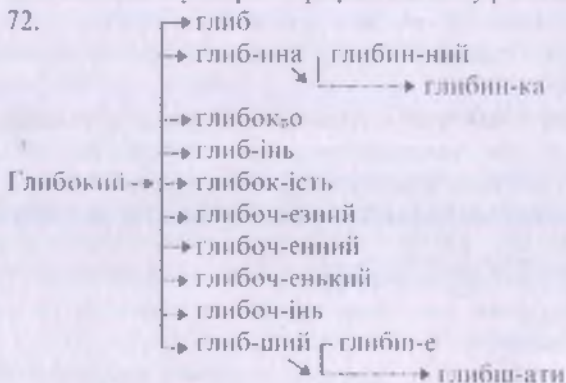 72.
глиб
глиб-ина глибин-ний
глибин-ка
глибок-о
глиб-інь
Глибокий
глибок-ість
глибоч-езний
глибоч-енний
глибоч-енький
глибоч-інь
глиб-ший глибш-е
глибш-ати